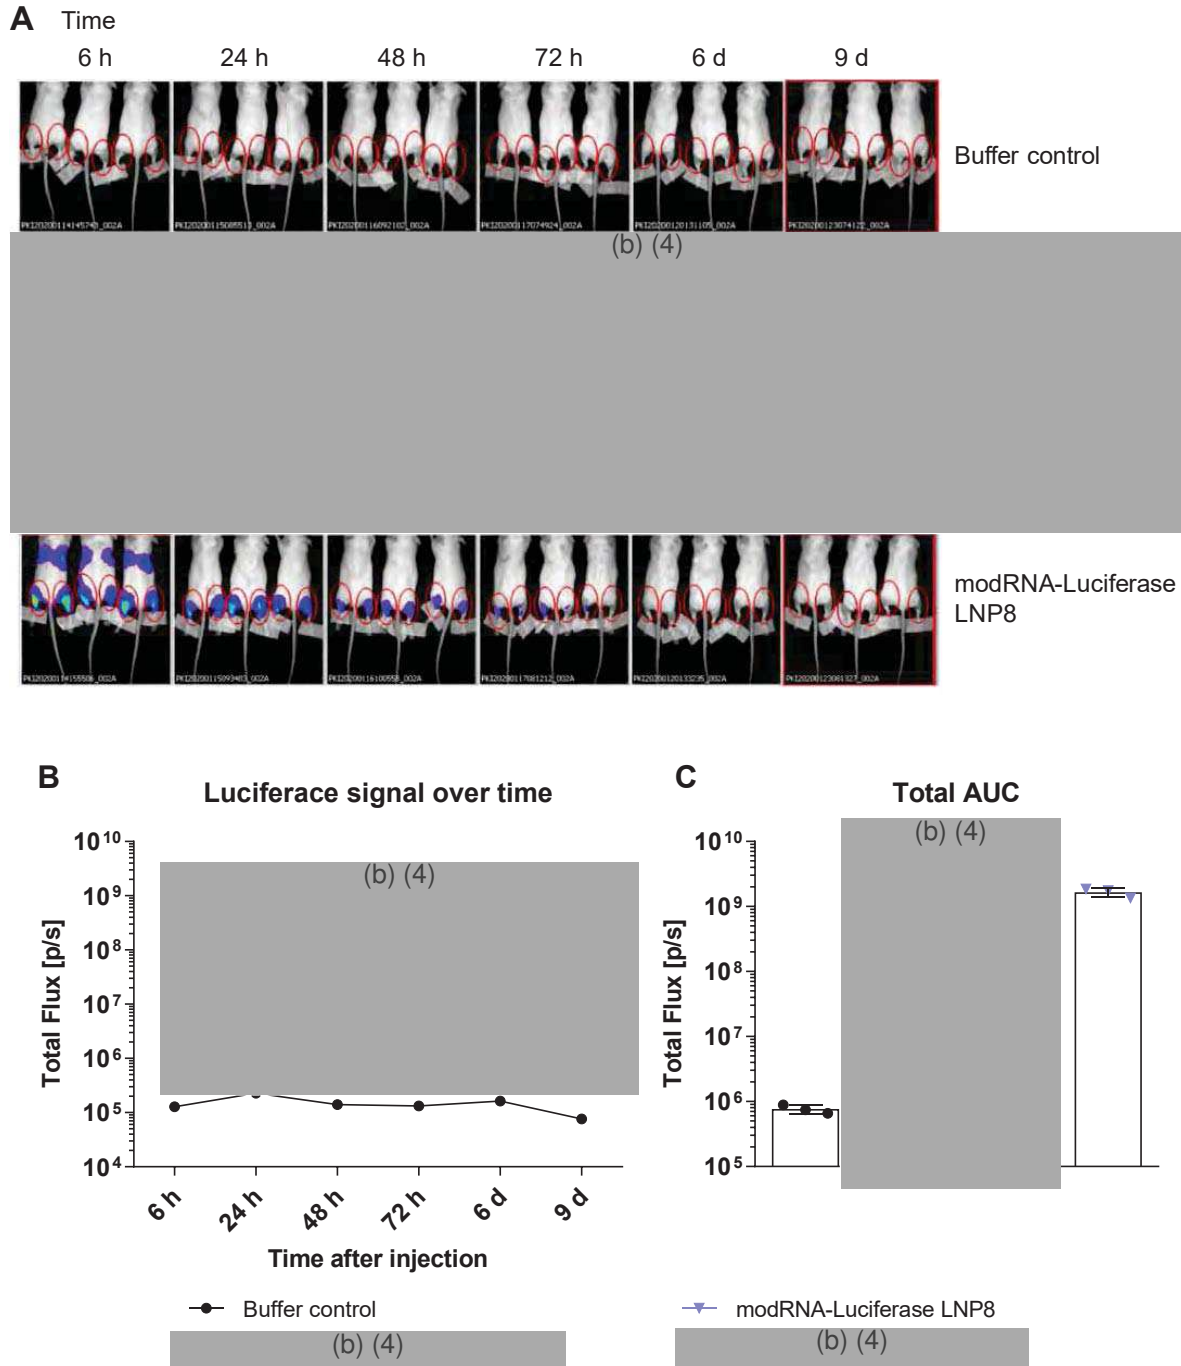 A Time
6 h 24 h 48 h 72 h 6 d 9 d
Buffer control
(b) (4)
modRNA-Luciferase
LNP8
B
Luciferace signal over time
10^10
10^9
10^8
10^7
10^6
10^5
10^4
Total Flux [p/s]
(b) (4)
6 h 24 h 48 h 72 h 6 d 9 d
Time after injection
C
Total AUC
10^10
10^9
10^8
10^7
10^6
10^5
Total Flux [p/s]
(b) (4)
Buffer control
modRNA-Luciferase LNP8
(b) (4)
(b) (4)